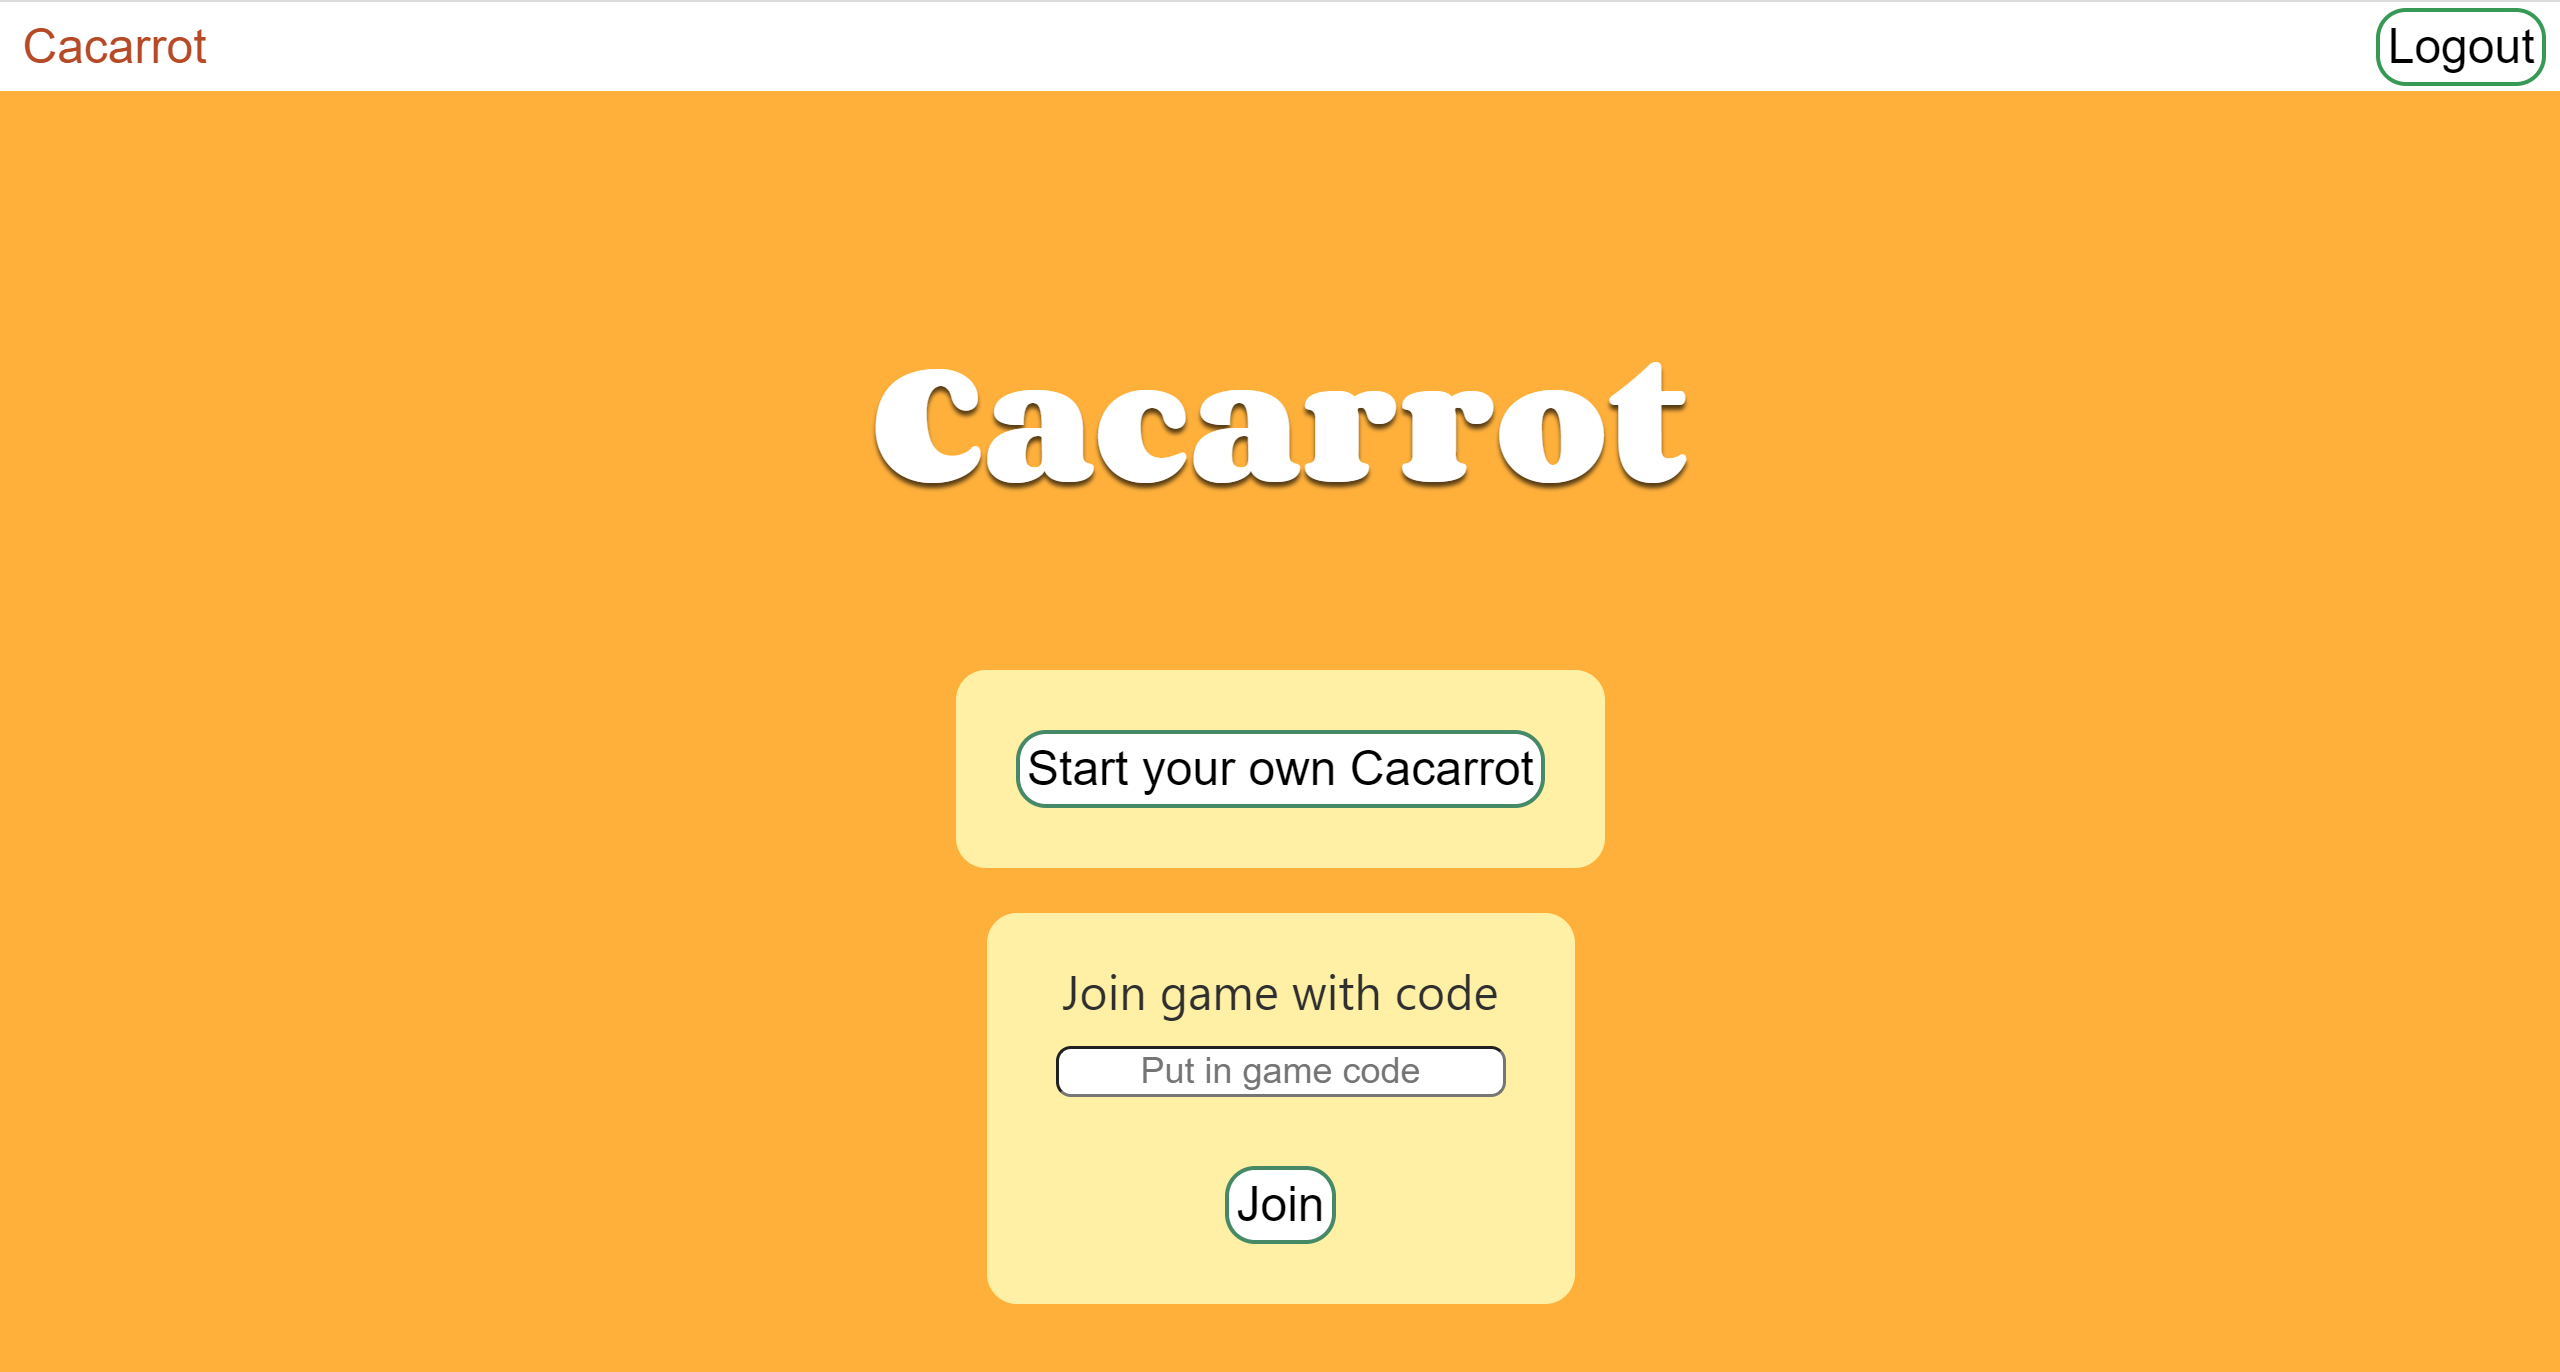 Cacarrot
Logout
Cacarrot
Start your own Cacarrot
Join game with code
Put in game code
Join